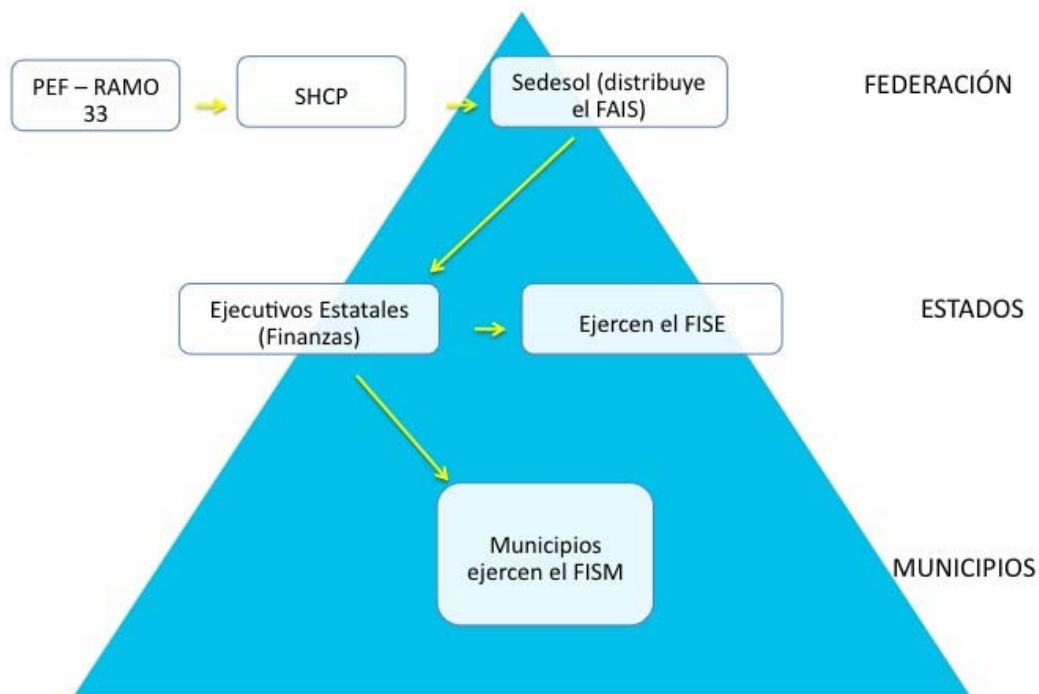 PEF – RAMO
33
SHCP
Sedesol (distribuye
el FAIS)
FEDERACIÓN
Ejecutivos Estatales
(Finanzas)
Ejercen el FISE
ESTADOS
Municipios
ejercen el FISM
MUNICIPIOS